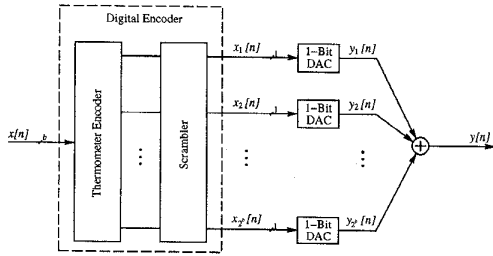 Digital Encoder
x[n]
b
Thermometer Encoder
Scrambler
x1[n]
1
1-Bit
DAC
y1[n]
x2[n]
1
1-Bit
DAC
y2[n]
x2b[n]
1
1-Bit
DAC
y2b[n]
y[n]